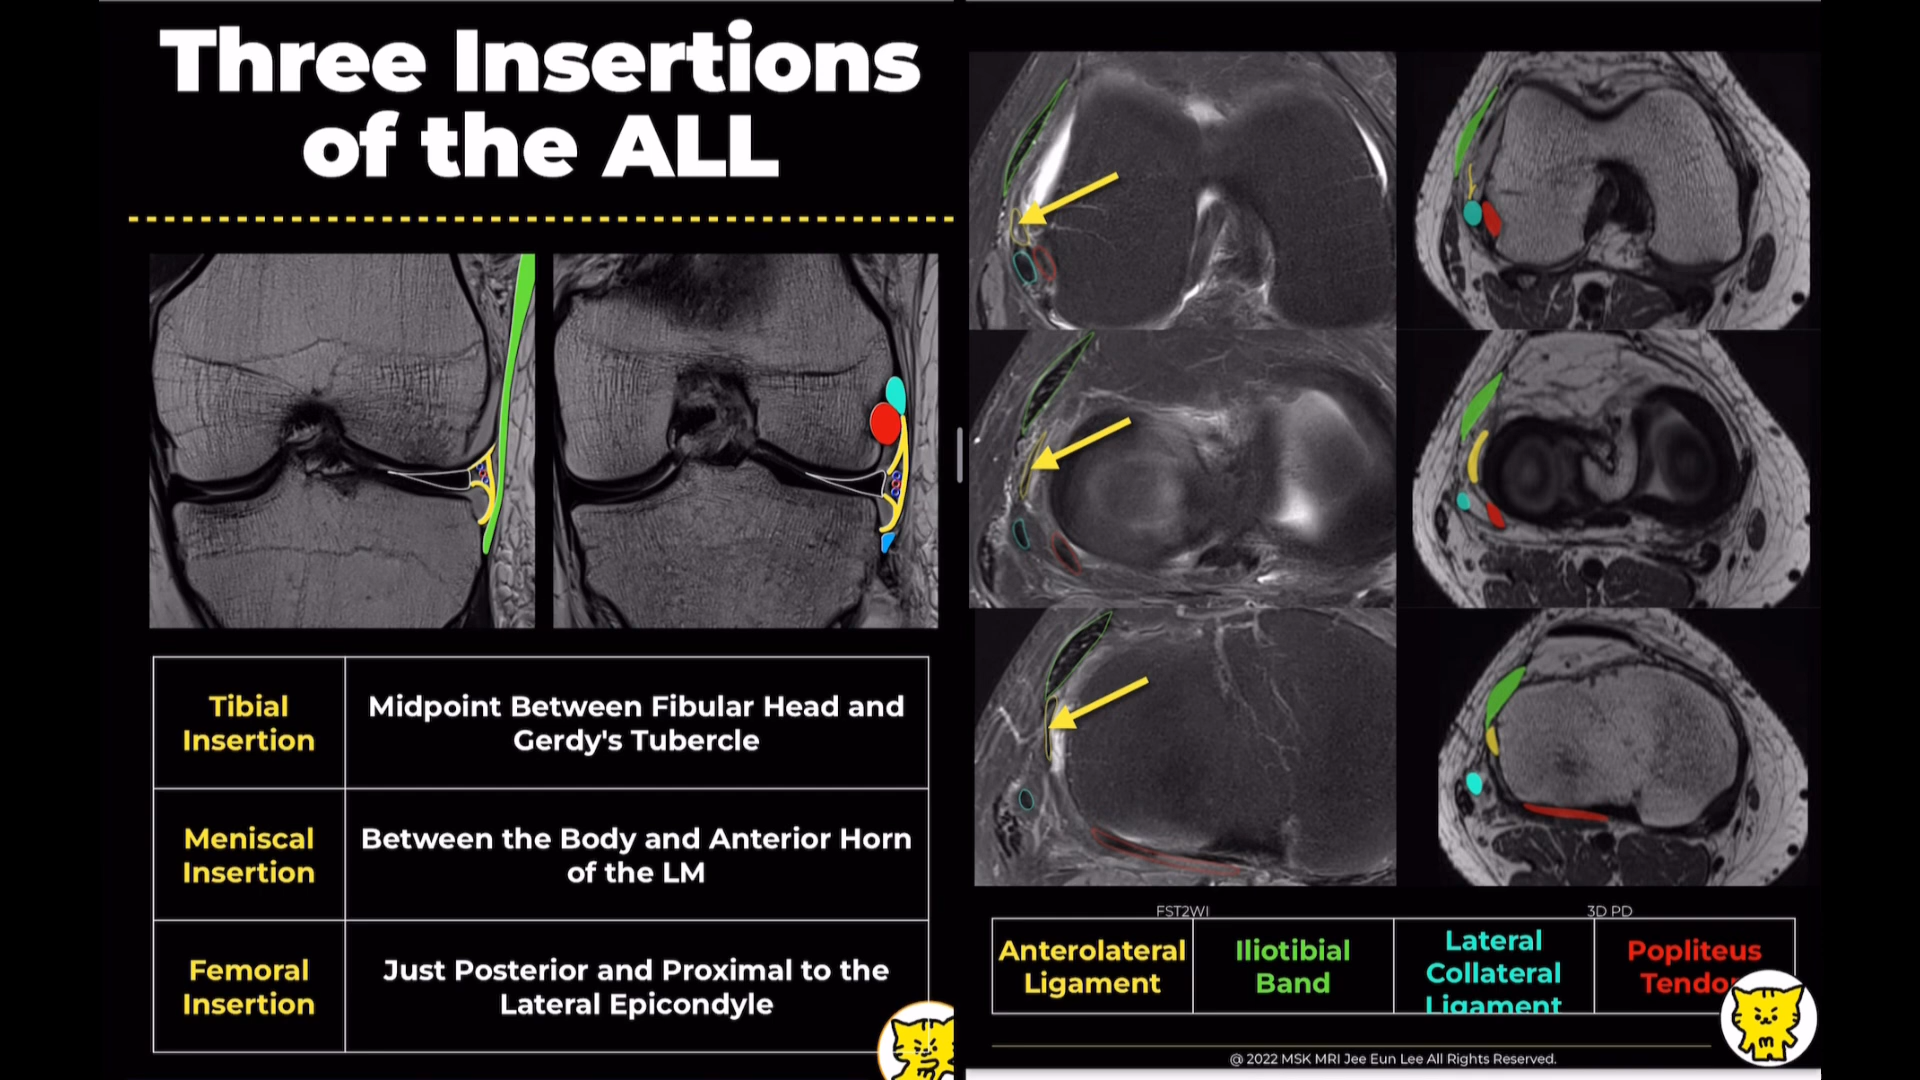 Three Insertions
of the ALL
Tibial
Insertion
Midpoint Between Fibular Head and
Gerdy's Tubercle
Meniscal
Insertion
Between the Body and Anterior Horn
of the LM
Femoral
Insertion
Just Posterior and Proximal to the
Lateral Epicondyle
FST2WI
3D PD
Anterolateral
Ligament
Iliotibial
Band
Lateral
Collateral
Ligament
Popliteus
Tendon
m
@ 2022 MSK MRI Jee Eun Lee All Rights Reserved.